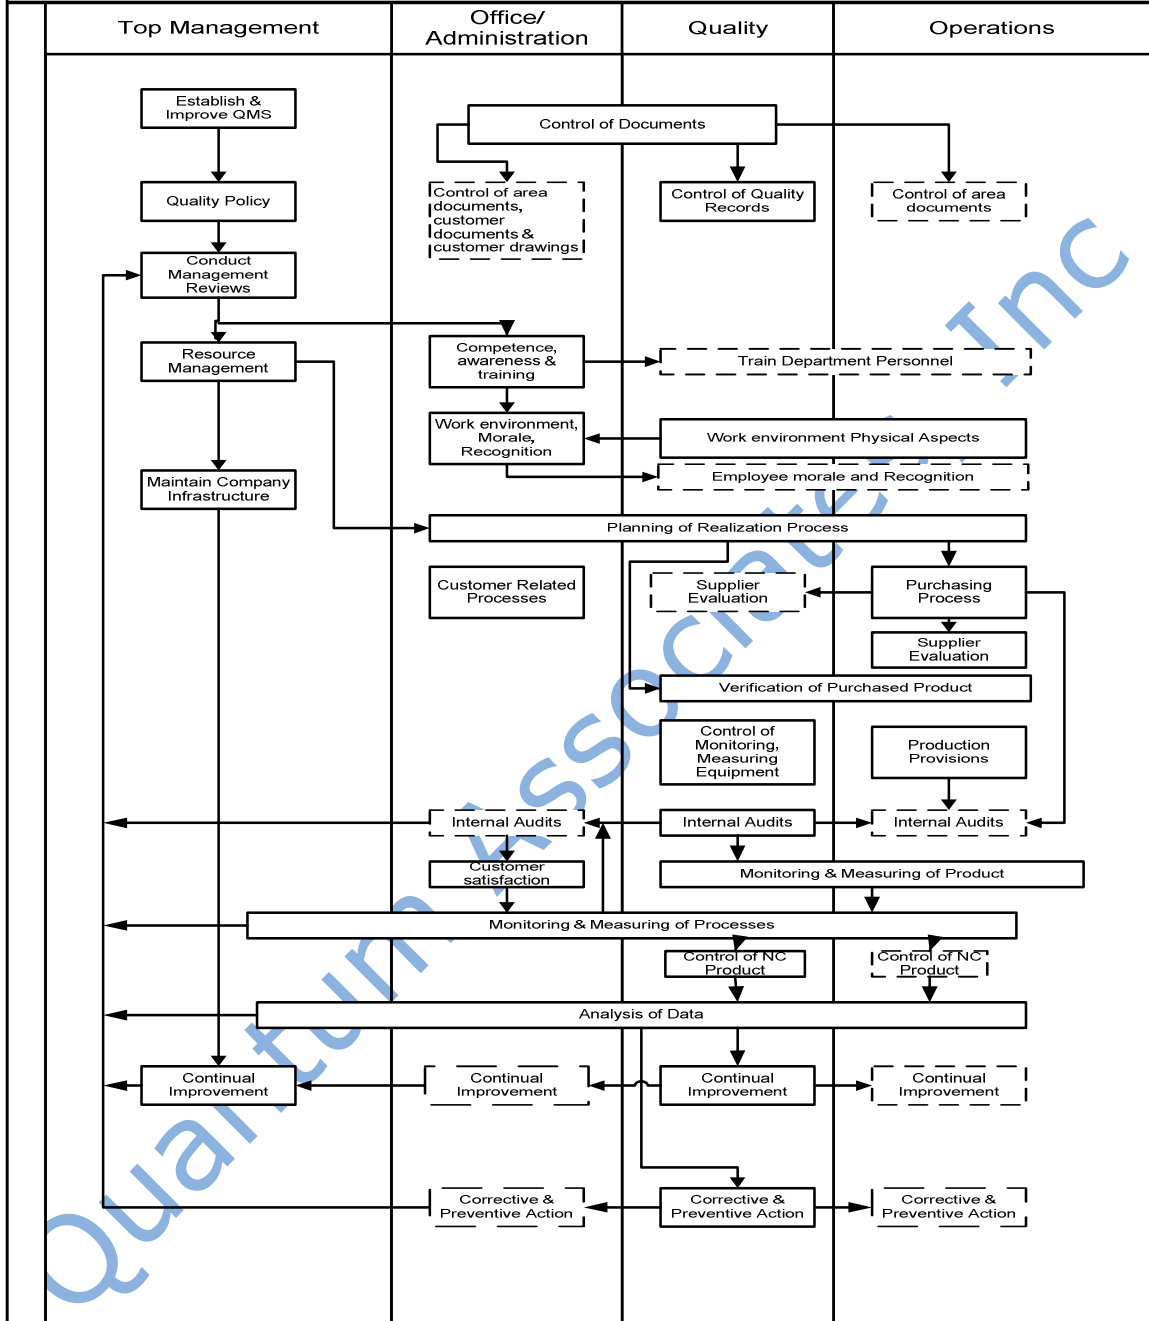 Top Management
Office/
Administration
Quality
Operations
Establish &
Improve QMS
Control of Documents
Quality Policy
Control of area
documents,
customer
documents &
customer drawings
Control of Quality
Records
Control of area
documents
Conduct
Management
Reviews
Resource
Management
Competence,
awareness &
training
Train Department Personnel
Work environment,
Morale,
Recognition
Work environment Physical Aspects
Employee morale and Recognition
Maintain Company
Infrastructure
Planning of Realization Process
Customer Related
Processes
Supplier
Evaluation
Purchasing
Process
Supplier
Evaluation
Verification of Purchased Product
Control of
Monitoring,
Measuring
Equipment
Production
Provisions
Internal Audits
Internal Audits
Internal Audits
Customer
satisfaction
Monitoring & Measuring of Product
Monitoring & Measuring of Processes
Control of NC
Product
Control of NC
Product
Analysis of Data
Continual
Improvement
Continual
Improvement
Continual
Improvement
Continual
Improvement
Corrective &
Preventive Action
Corrective &
Preventive Action
Corrective &
Preventive Action
Quantum Associates, Inc